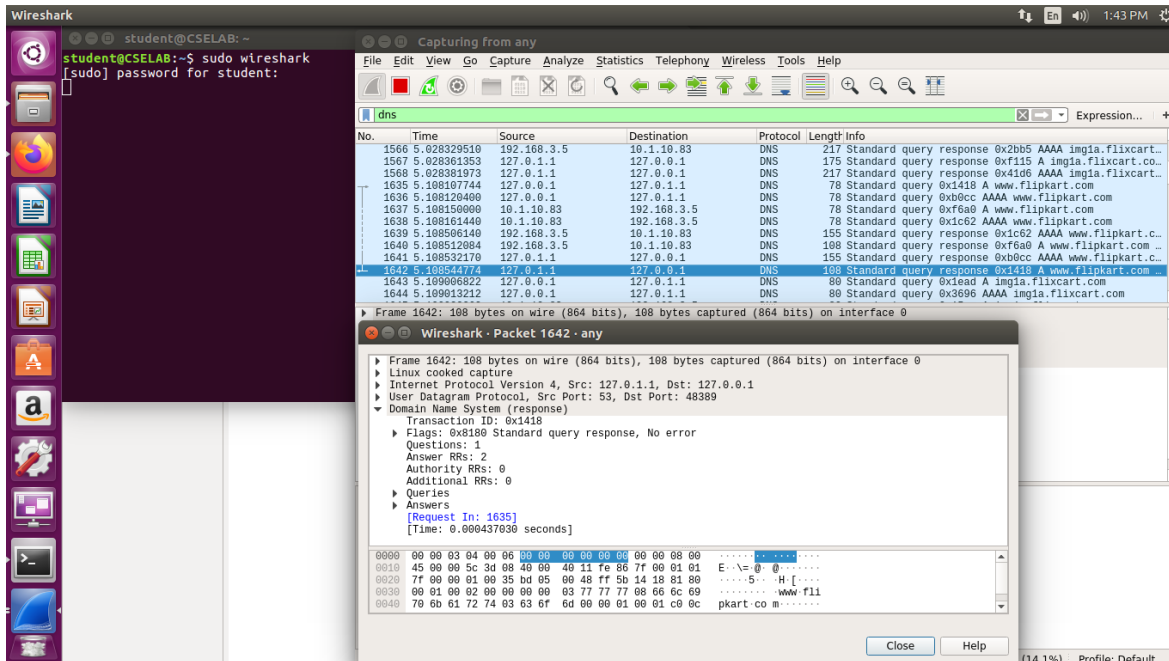 Wireshark
En
1:43 PM
student@CSELAB: ~
student@CSELAB:~$ sudo wireshark
[sudo] password for student:
Capturing from any
File Edit View Go Capture Analyze Statistics Telephony Wireless Tools Help
dns
Expression... +
No. Time Source Destination Protocol Length Info
1566 5.028329510 192.168.3.5 10.1.10.83 DNS 217 Standard query response 0x2bb5 AAAA img1a.flixcart…
1567 5.028361353 127.0.1.1 127.0.0.1 DNS 175 Standard query response 0xf115 A img1a.flixcart.co…
1568 5.028381973 127.0.1.1 127.0.0.1 DNS 217 Standard query response 0x41d6 AAAA img1a.flixcart…
1635 5.108107744 127.0.0.1 127.0.1.1 DNS 78 Standard query 0x1418 A www.flipkart.com
1636 5.108120400 127.0.0.1 127.0.1.1 DNS 78 Standard query 0xb0cc AAAA www.flipkart.com
1637 5.108150000 10.1.10.83 192.168.3.5 DNS 78 Standard query 0xf6a0 A www.flipkart.com
1638 5.108161440 10.1.10.83 192.168.3.5 DNS 78 Standard query 0x1c62 AAAA www.flipkart.com
1639 5.108506140 192.168.3.5 10.1.10.83 DNS 155 Standard query response 0x1c62 AAAA www.flipkart.c…
1640 5.108512084 192.168.3.5 10.1.10.83 DNS 108 Standard query response 0xf6a0 A www.flipkart.com …
1641 5.108532170 127.0.1.1 127.0.0.1 DNS 155 Standard query response 0xb0cc AAAA www.flipkart.c…
1642 5.108544774 127.0.1.1 127.0.0.1 DNS 108 Standard query response 0x1418 A www.flipkart.com …
1643 5.109006822 127.0.0.1 127.0.1.1 DNS 80 Standard query 0x1ead A img1a.flixcart.com
1644 5.109013212 127.0.0.1 127.0.1.1 DNS 80 Standard query 0x3696 AAAA img1a.flixcart.com
Frame 1642: 108 bytes on wire (864 bits), 108 bytes captured (864 bits) on interface 0
Wireshark · Packet 1642 · any
Frame 1642: 108 bytes on wire (864 bits), 108 bytes captured (864 bits) on interface 0
Linux cooked capture
Internet Protocol Version 4, Src: 127.0.1.1, Dst: 127.0.0.1
User Datagram Protocol, Src Port: 53, Dst Port: 48389
Domain Name System (response)
Transaction ID: 0x1418
Flags: 0x8180 Standard query response, No error
Questions: 1
Answer RRs: 2
Authority RRs: 0
Additional RRs: 0
Queries
Answers
[Request In: 1635]
[Time: 0.000437030 seconds]
0000 00 00 03 04 00 06 00 00 00 00 00 00 00 00 08 00 ········ ········
0010 45 00 00 5c 3d 08 40 00 40 11 fe 86 7f 00 01 01 E··\=·@· @·······
0020 7f 00 00 01 00 35 bd 05 00 48 ff 5b 14 18 81 80 ·····5·· ·H·[····
0030 00 01 00 02 00 00 00 00 03 77 77 77 08 66 6c 69 ········ ·www·fli
0040 70 6b 61 72 74 03 63 6f 6d 00 00 01 00 01 c0 0c pkart·co m·······
Close Help
(14.1%) Profile: Default